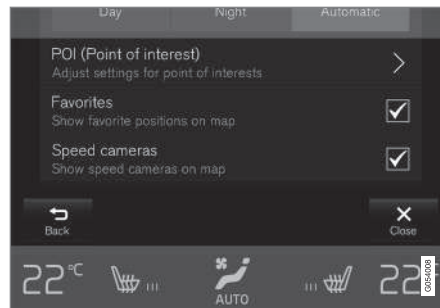 Day Night Automatic
POI (Point of interest)
Adjust settings for point of interests
Favorites
Show favorite positions on map
Speed cameras
Show speed cameras on map
Back Close
22°C 22°
AUTO
G054008